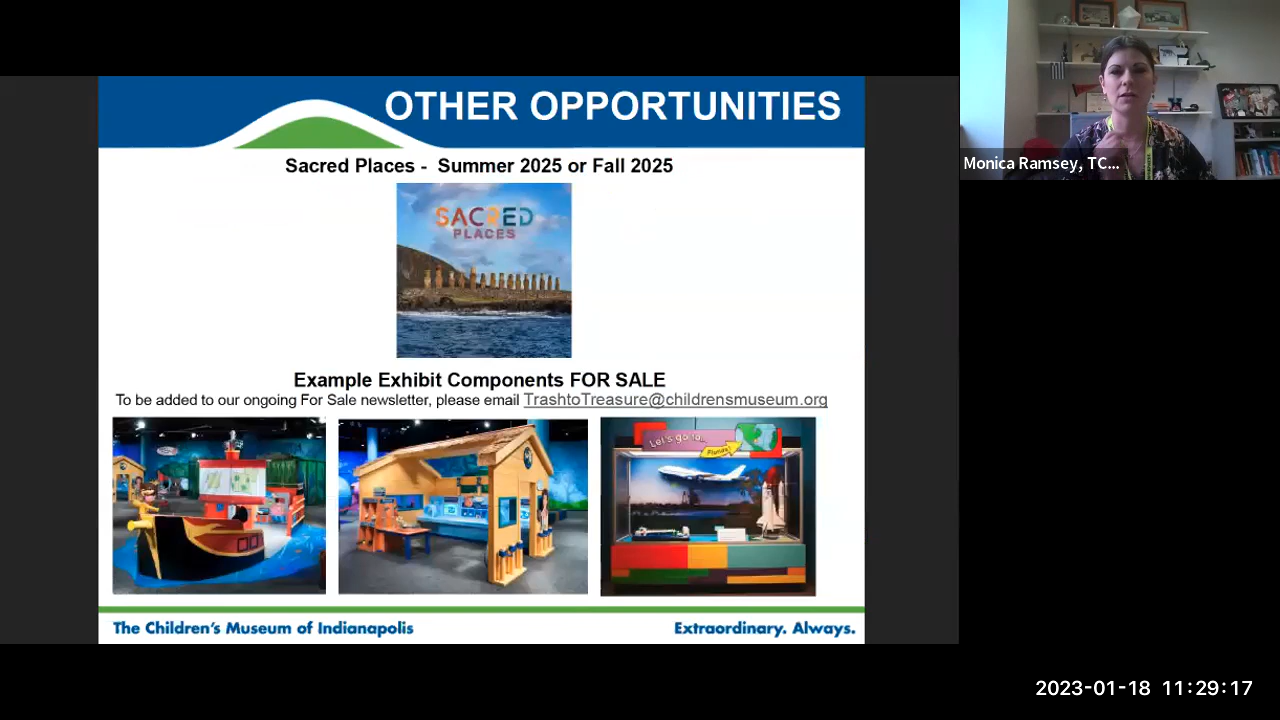 OTHER OPPORTUNITIES
Sacred Places - Summer 2025 or Fall 2025
SACRED
PLACES
Example Exhibit Components FOR SALE
To be added to our ongoing For Sale newsletter, please email TrashtoTreasure@childrensmuseum.org
Let's go to...
The Children's Museum of Indianapolis
Extraordinary. Always.
Monica Ramsey, TC...
2023-01-18 11:29:17